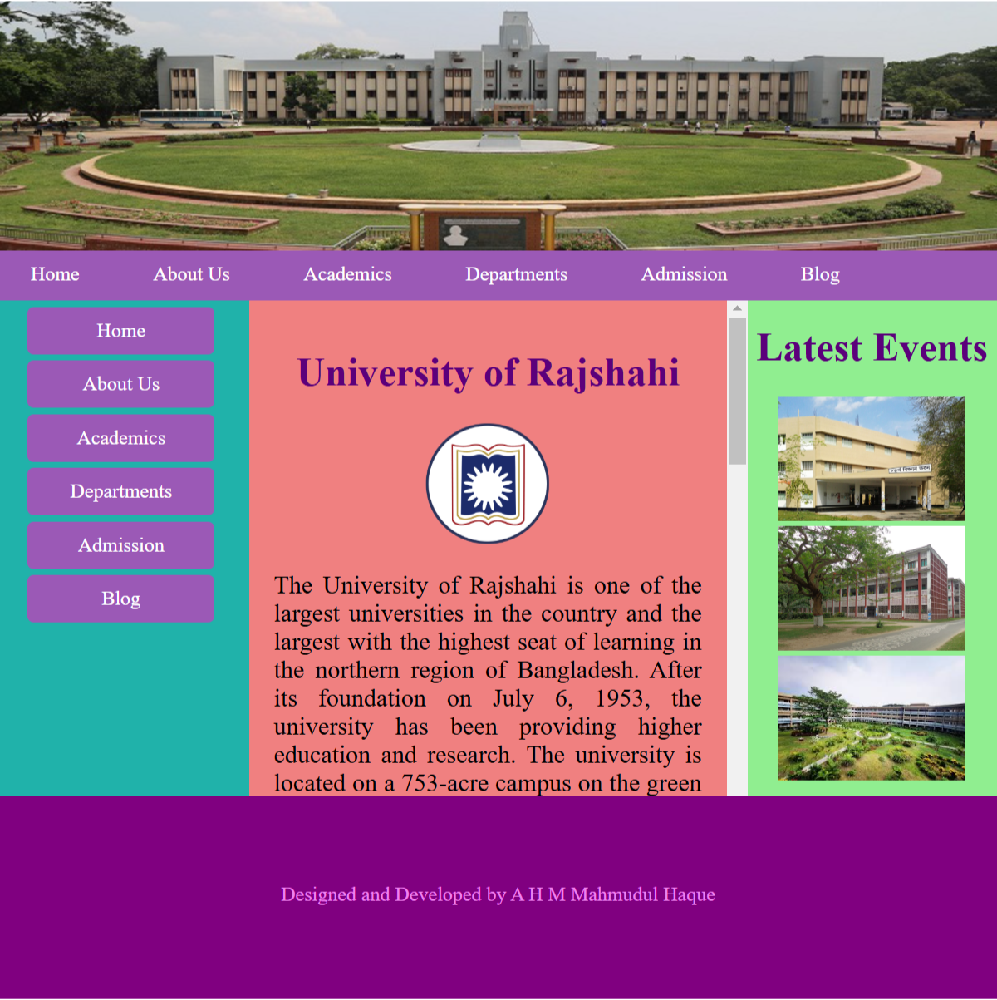 Home About Us Academics Departments Admission Blog
Home
About Us
Academics
Departments
Admission
Blog
University of Rajshahi
The University of Rajshahi is one of the
largest universities in the country and the
largest with the highest seat of learning in
the northern region of Bangladesh. After
its foundation on July 6, 1953, the
university has been providing higher
education and research. The university is
located on a 753-acre campus on the green
Latest Events
বিজ্ঞান ভবন
Designed and Developed by A H M Mahmudul Haque